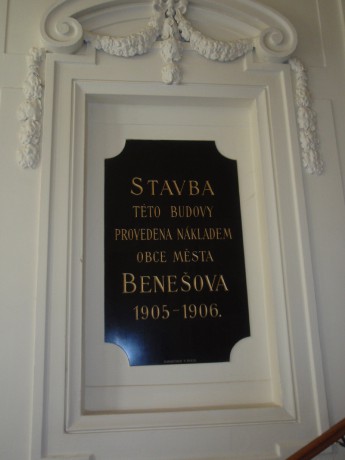 STAVBA
TÉTO BUDOVY
PROVEDENA NÁKLADEM
OBCE MĚSTA
BENEŠOVA
1905-1906.